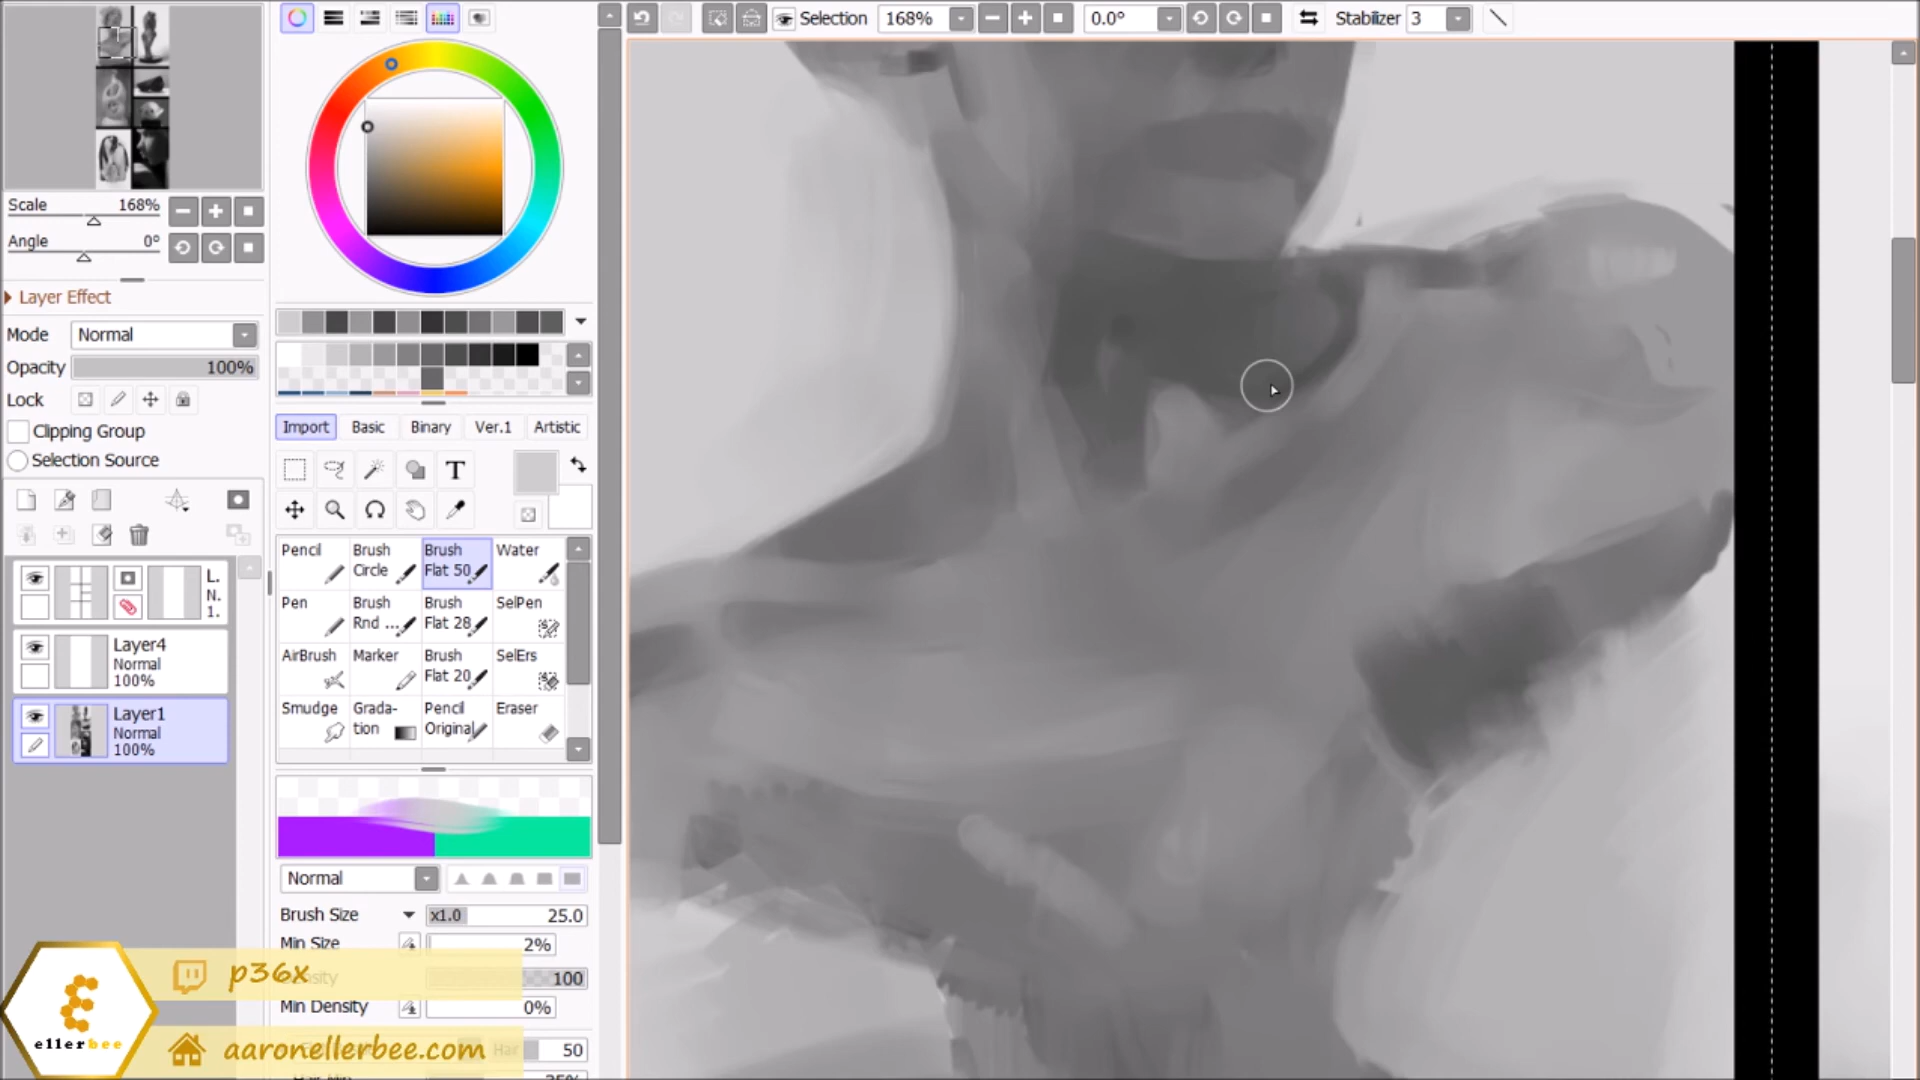 Selection 168% 0.0° Stabilizer 3
Scale 168%
Angle 0°
Layer Effect
Mode Normal
Opacity 100%
Lock
Clipping Group
Selection Source
L.
N.
1.
Layer4
Normal
100%
Layer1
Normal
100%
Import Basic Binary Ver.1 Artistic
T
Pencil
Brush
Circle
Brush
Flat 50
Water
Pen
Brush
Rnd ...
Brush
Flat 28
SelPen
AirBrush
Marker
Brush
Flat 20
SelErs
Smudge
Grada-
tion
Pencil
Original
Eraser
Normal
Brush Size x1.0 25.0
Min Size 2%
100
Min Density 0%
Hair 50
p36x
ellerbee
aaronellerbee.com